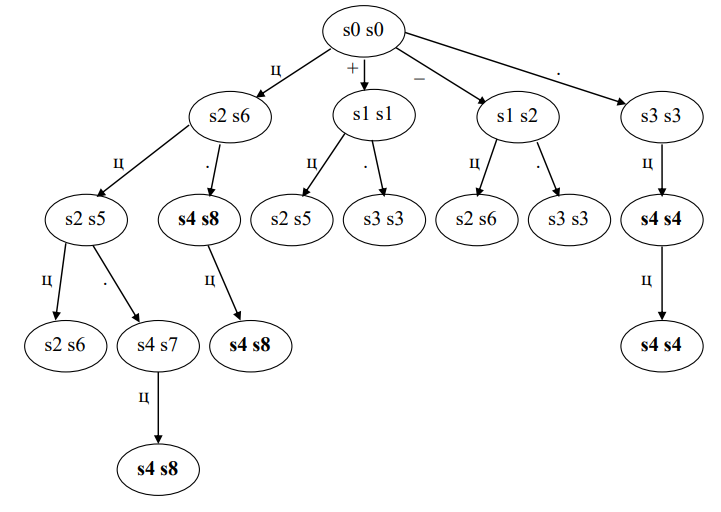 s0 s0
ц + – .
s2 s6 s1 s1 s1 s2 s3 s3
ц . ц . ц . ц
s2 s5 s4 s8 s2 s5 s3 s3 s2 s6 s3 s3 s4 s4
ц . ц ц
s2 s6 s4 s7 s4 s8 s4 s4
ц
s4 s8